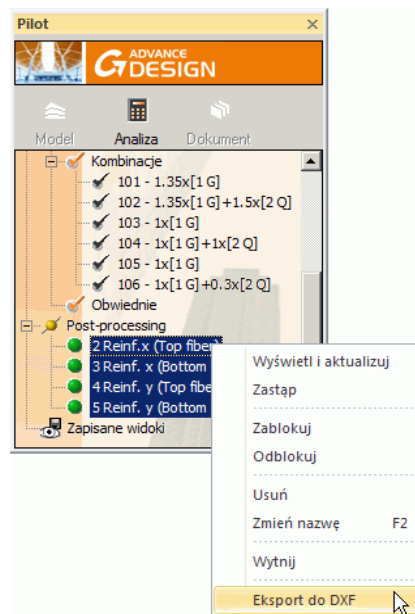 Pilot
ADVANCE
DESIGN
Model Analiza Dokument
Kombinacje
101 - 1.35x[1 G]
102 - 1.35x[1 G]+1.5x[2 Q]
103 - 1x[1 G]
104 - 1x[1 G]+1x[2 Q]
105 - 1x[1 G]
106 - 1x[1 G]+0.3x[2 Q]
Obwiednie
Post-processing
2 Reinf.x (Top fiber)
3 Reinf. x (Bottom
4 Reinf. y (Top fibe
5 Reinf. y (Bottom
Zapisane widoki
Wyświetl i aktualizuj
Zastąp
Zablokuj
Odblokuj
Usuń
Zmień nazwę F2
Wytnij
Eksport do DXF